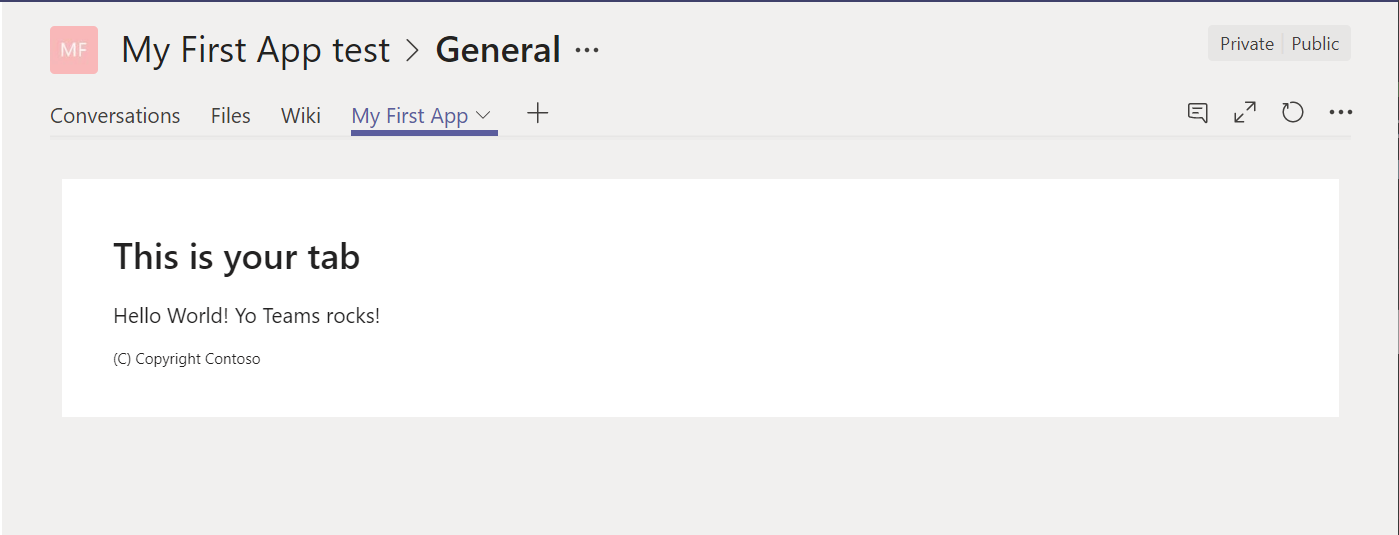 MF My First App test > General ... Private Public
Conversations Files Wiki My First App
This is your tab
Hello World! Yo Teams rocks!
(C) Copyright Contoso